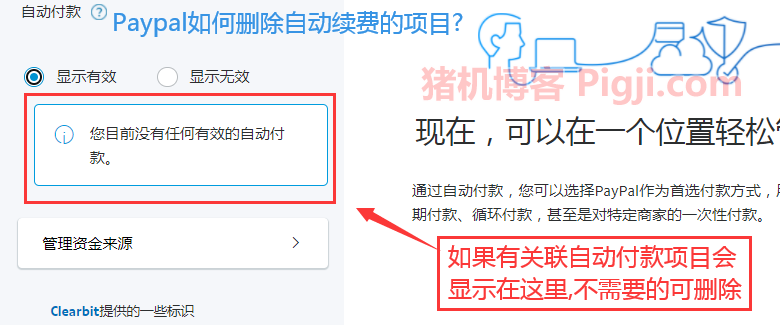 自动付款 ?
Paypal如何删除自动续费的项目?
显示有效 显示无效
您目前没有任何有效的自动付
款。
管理资金来源
Clearbit提供的一些标识
猪机博客 Pigji.com
现在，可以在一个位置轻松
通过自动付款，您可以选择PayPal作为首选付款方式，
期付款、循环付款，甚至是对特定商家的一次性付款。
如果有关联自动付款项目会
显示在这里,不需要的可删除